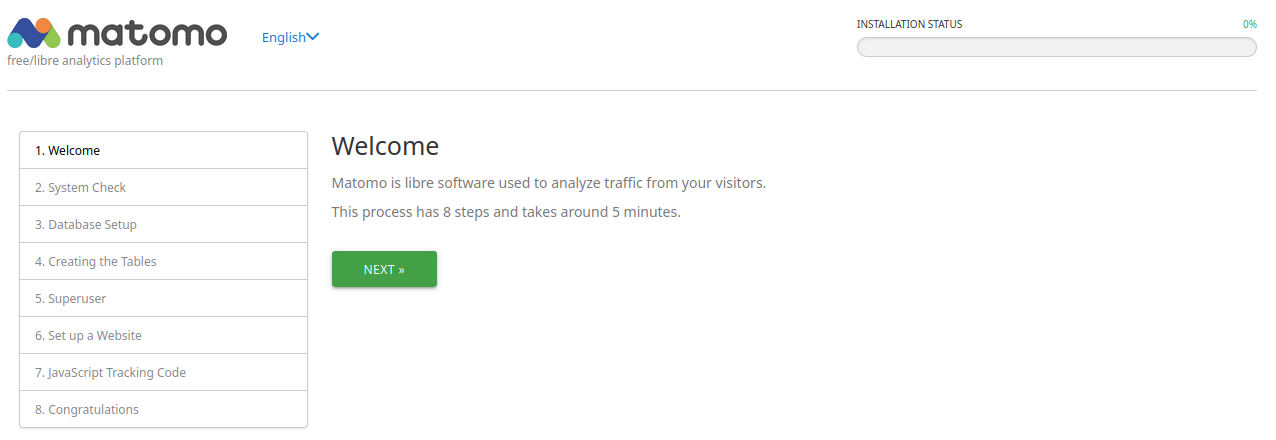 matomo
free/libre analytics platform
English
INSTALLATION STATUS
0%
1. Welcome
2. System Check
3. Database Setup
4. Creating the Tables
5. Superuser
6. Set up a Website
7. JavaScript Tracking Code
8. Congratulations
Welcome
Matomo is libre software used to analyze traffic from your visitors.
This process has 8 steps and takes around 5 minutes.
NEXT »